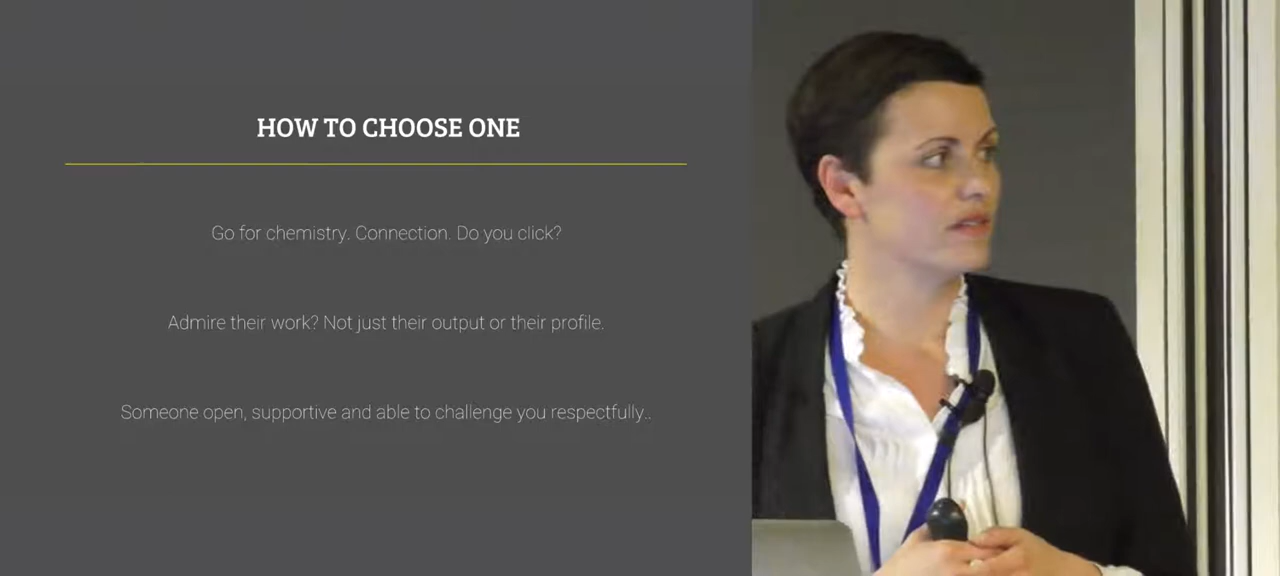 HOW TO CHOOSE ONE
Go for chemistry. Connection. Do you click?
Admire their work? Not just their output or their profile.
Someone open, supportive and able to challenge you respectfully..